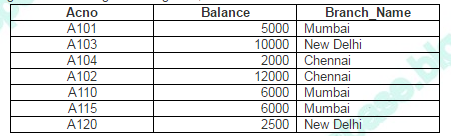 Acno Balance Branch_Name
A101 5000 Mumbai
A103 10000 New Delhi
A104 2000 Chennai
A102 12000 Chennai
A110 6000 Mumbai
A115 6000 Mumbai
A120 2500 New Delhi